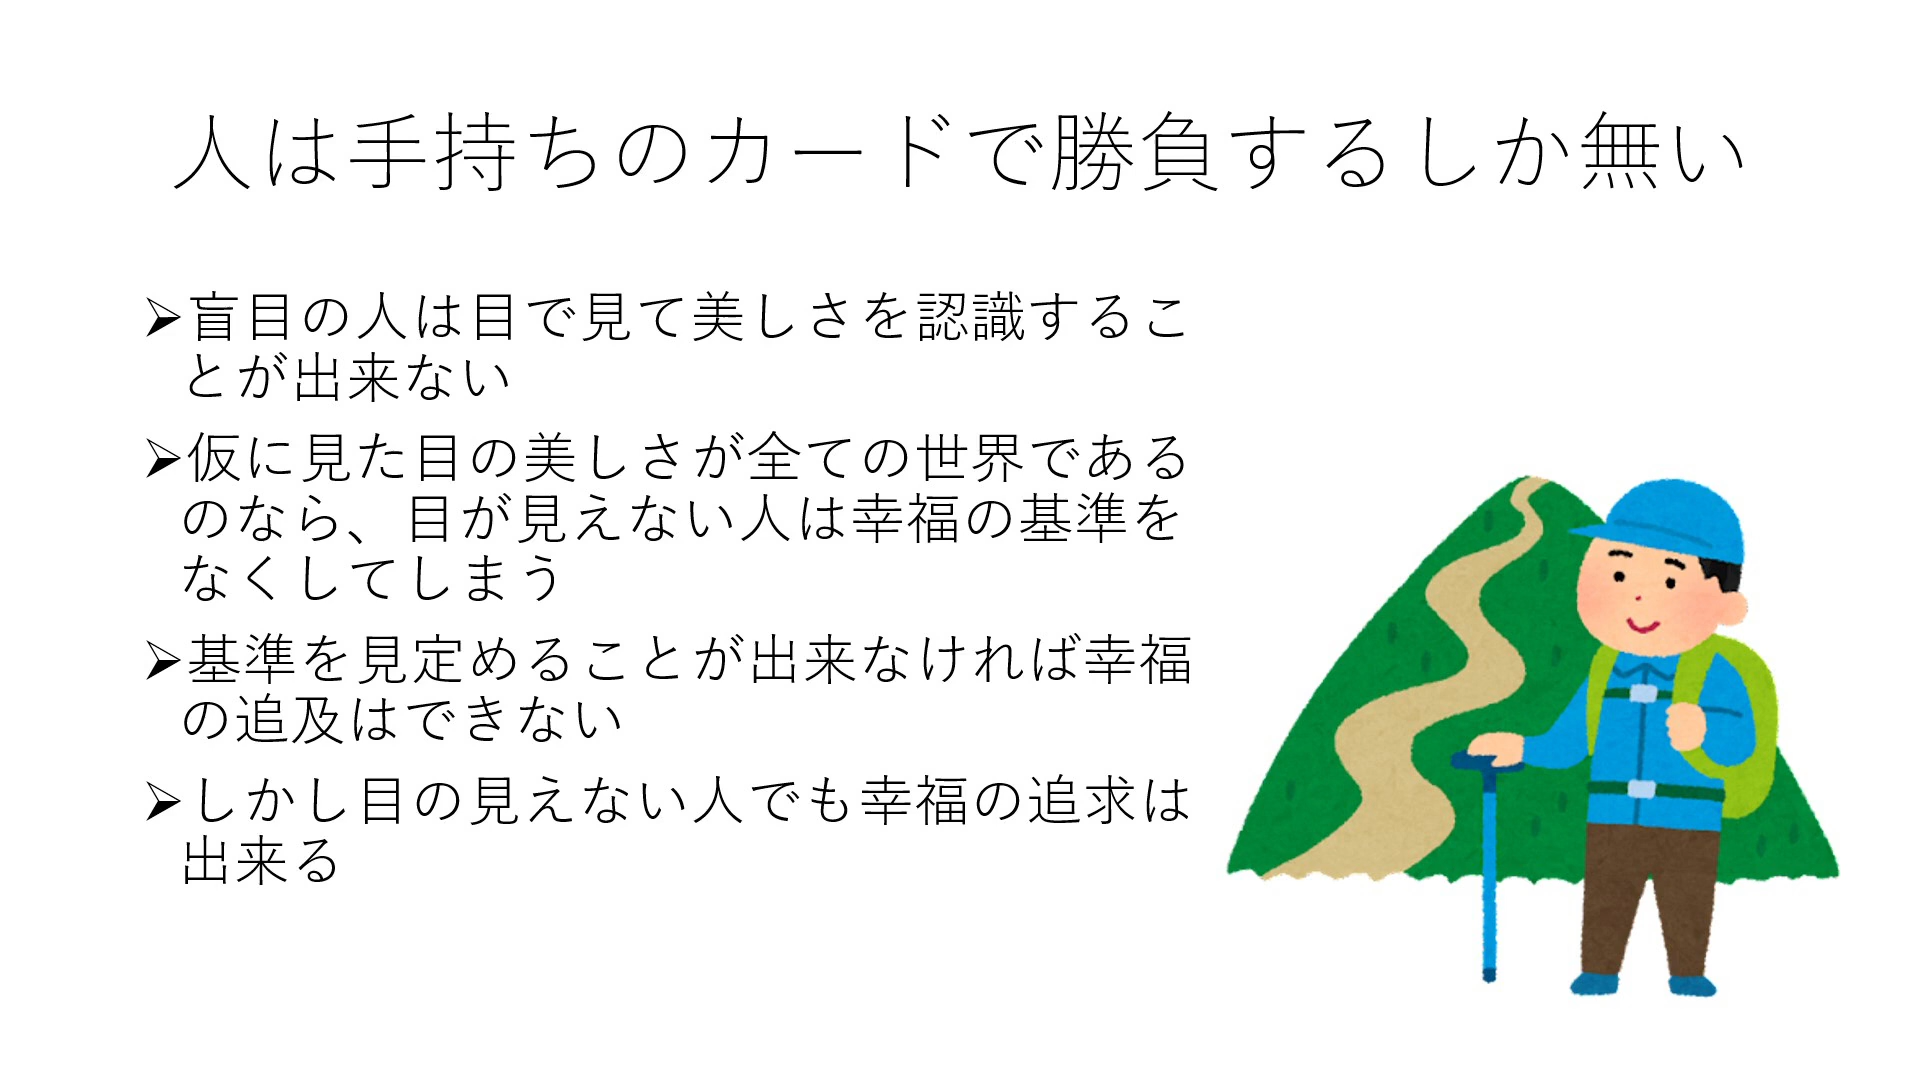 人は手持ちのカードで勝負するしか無い
➢盲目の人は目で見て美しさを認識するこ
とが出来ない
➢仮に見た目の美しさが全ての世界である
のなら、目が見えない人は幸福の基準を
なくしてしまう
➢基準を見定めることが出来なければ幸福
の追及はできない
➢しかし目の見えない人でも幸福の追求は
出来る